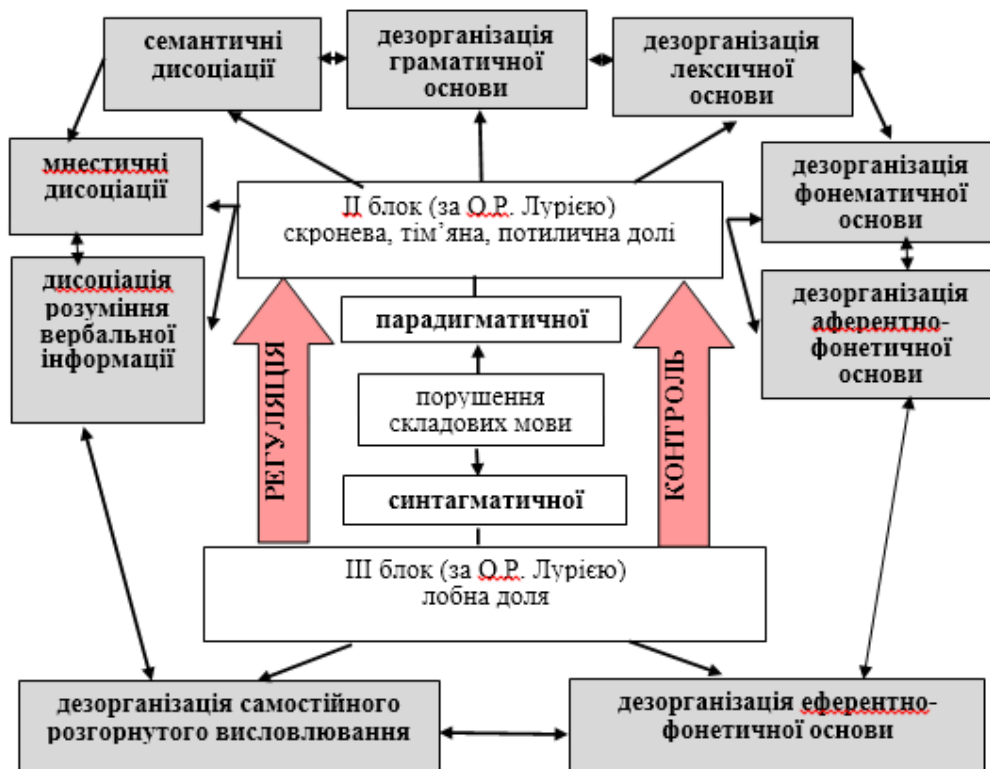 семантичні
дисоціації
дезорганізація
граматичної
основи
дезорганізація
лексичної
основи
мнестичні
дисоціації
ІІ блок (за О.Р. Лурією)
скронева, тім’яна, потилична долі
дезорганізація
фонематичної
основи
дисоціація
розуміння
вербальної
інформації
парадигматичної
дезорганізація
аферентно-
фонетичної
основи
РЕГУЛЯЦІЯ
порушення
складових мови
КОНТРОЛЬ
синтагматичної
ІІІ блок (за О.Р. Лурією)
лобна доля
дезорганізація самостійного
розгорнутого висловлювання
дезорганізація еферентно-
фонетичної основи